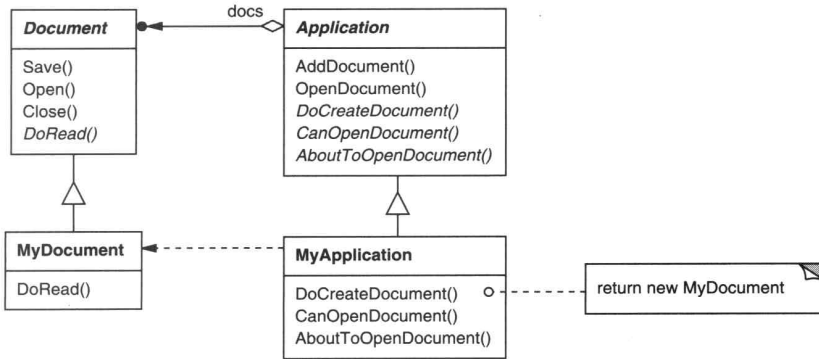 docs
Document
Save()
Open()
Close()
DoRead()
Application
AddDocument()
OpenDocument()
DoCreateDocument()
CanOpenDocument()
AboutToOpenDocument()
MyDocument
DoRead()
MyApplication
DoCreateDocument()
CanOpenDocument()
AboutToOpenDocument()
return new MyDocument